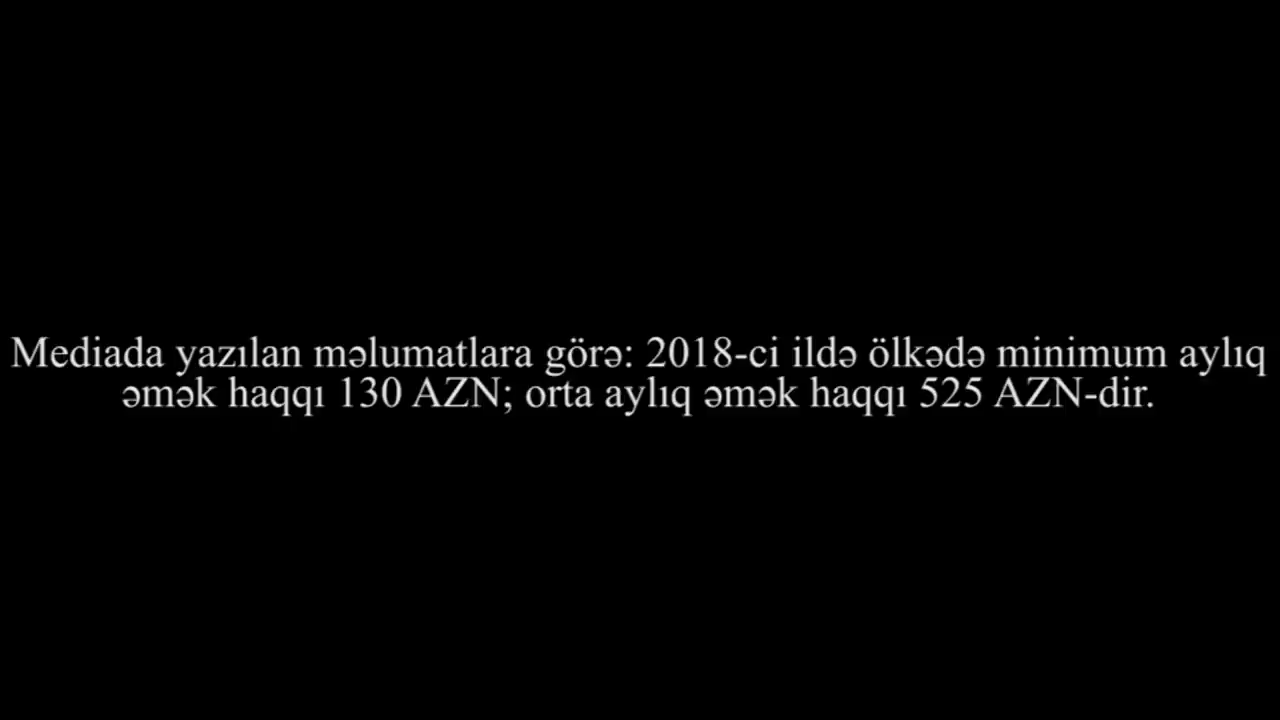 Mediada yazılan məlumatlara görə: 2018-ci ildə ölkədə minimum aylıq
əmək haqqı 130 AZN; orta aylıq əmək haqqı 525 AZN-dir.